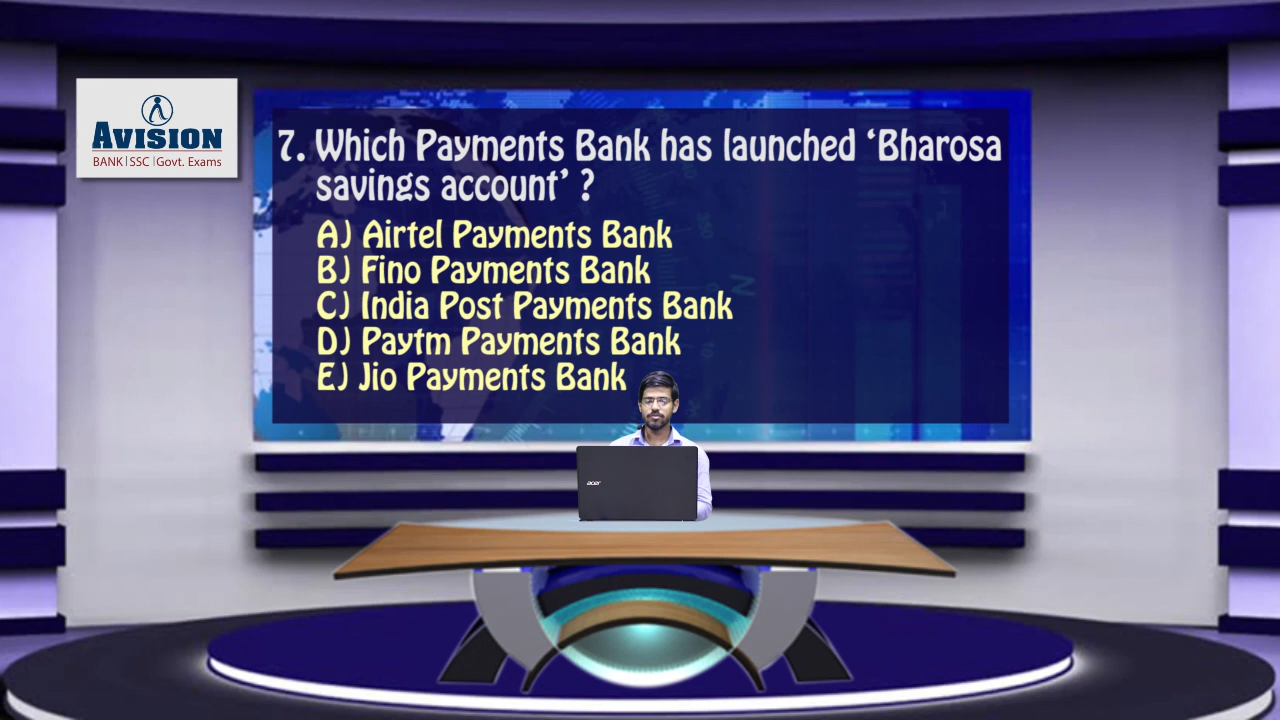 AVISION
BANK|SSC|Govt. Exams
7. Which Payments Bank has launched ‘Bharosa
savings account’ ?
A) Airtel Payments Bank
B) Fino Payments Bank
C) India Post Payments Bank
D) Paytm Payments Bank
E) Jio Payments Bank
acer